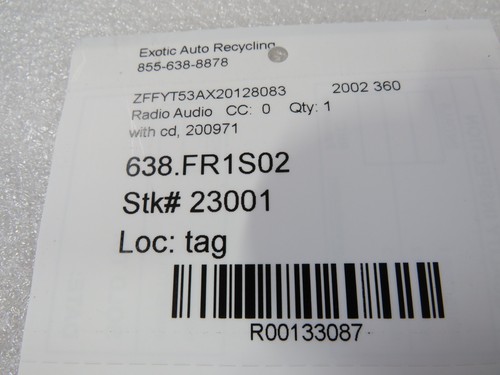 Exotic Auto Recycling
855-638-8878
ZFFYT53AX20128083 2002 360
Radio Audio CC: 0 Qty: 1
with cd, 200971
638.FR1S02
Stk# 23001
Loc: tag
R00133087